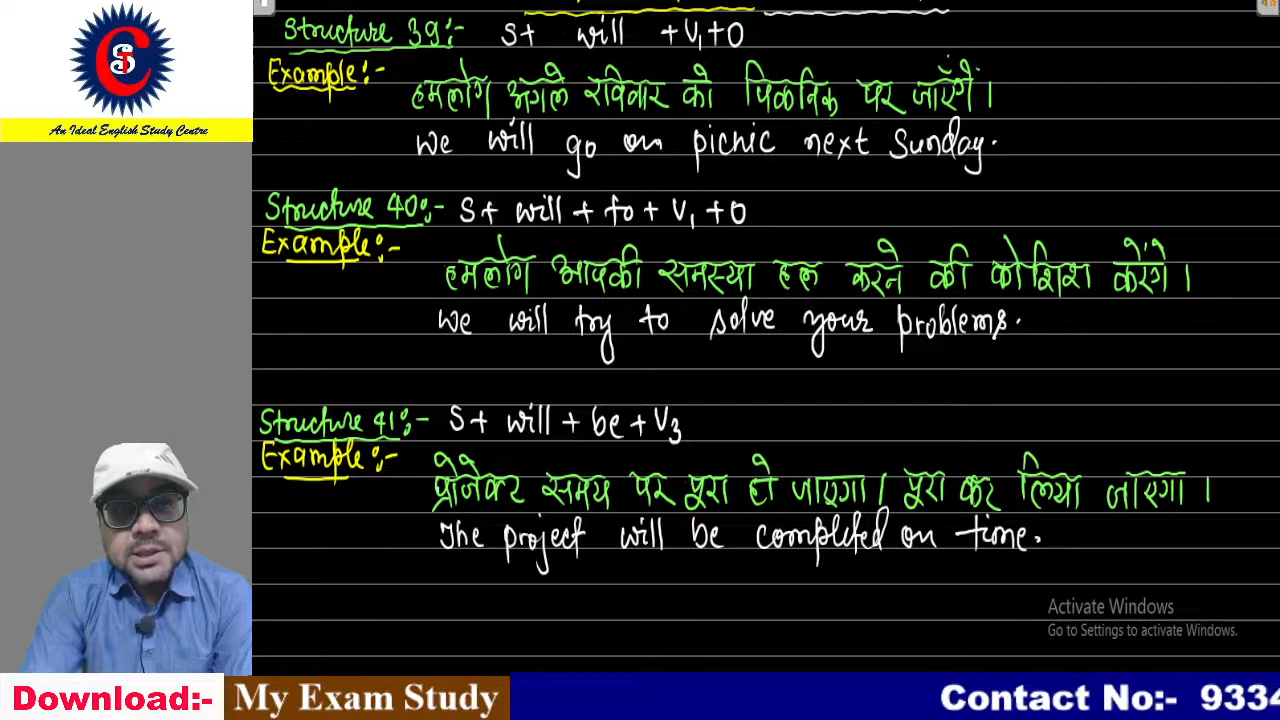 Structure 39:- S+ will +V1+O
Example:- हमलोग अगले रविवार को पिकनिक पर जाएँगें।
We will go on picnic next Sunday.
Structure 40:- S+ will + to + V1 +O
Example:-
हमलोग आपकी समस्या हल करने की कोशिश करेंगे।
We will try to solve your problems.
Structure 41:- S+ will + be + V3
Example:-
प्रोजेक्ट समय पर पूरा हो जाएगा। पूरा कर लिया जाएगा।
The project will be completed on time.
CSI
An Ideal English Study Centre
Activate Windows
Go to Settings to activate Windows.
Download:- My Exam Study Contact No:- 9334